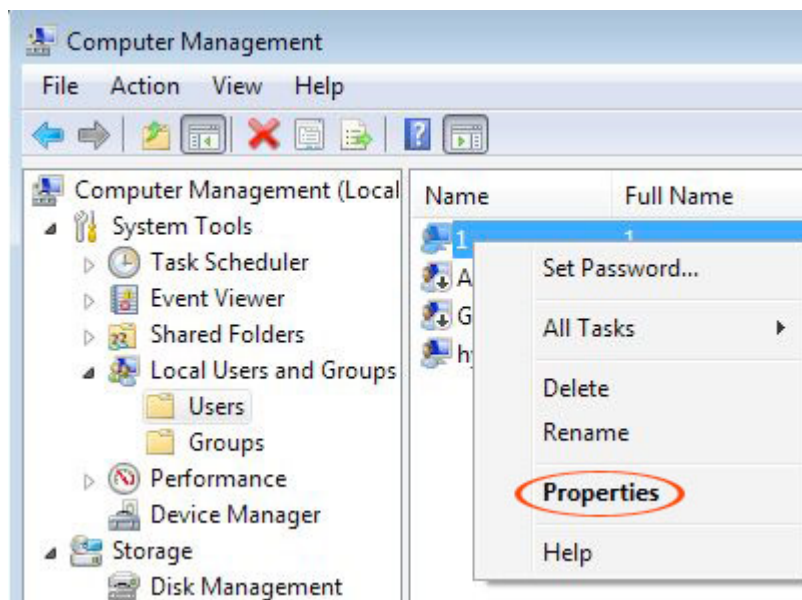 Computer Management
File Action View Help
Computer Management (Local
System Tools
Task Scheduler
Event Viewer
Shared Folders
Local Users and Groups
Users
Groups
Performance
Device Manager
Storage
Disk Management
Name Full Name
1 1
A
G
h
Set Password...
All Tasks
Delete
Rename
Properties
Help